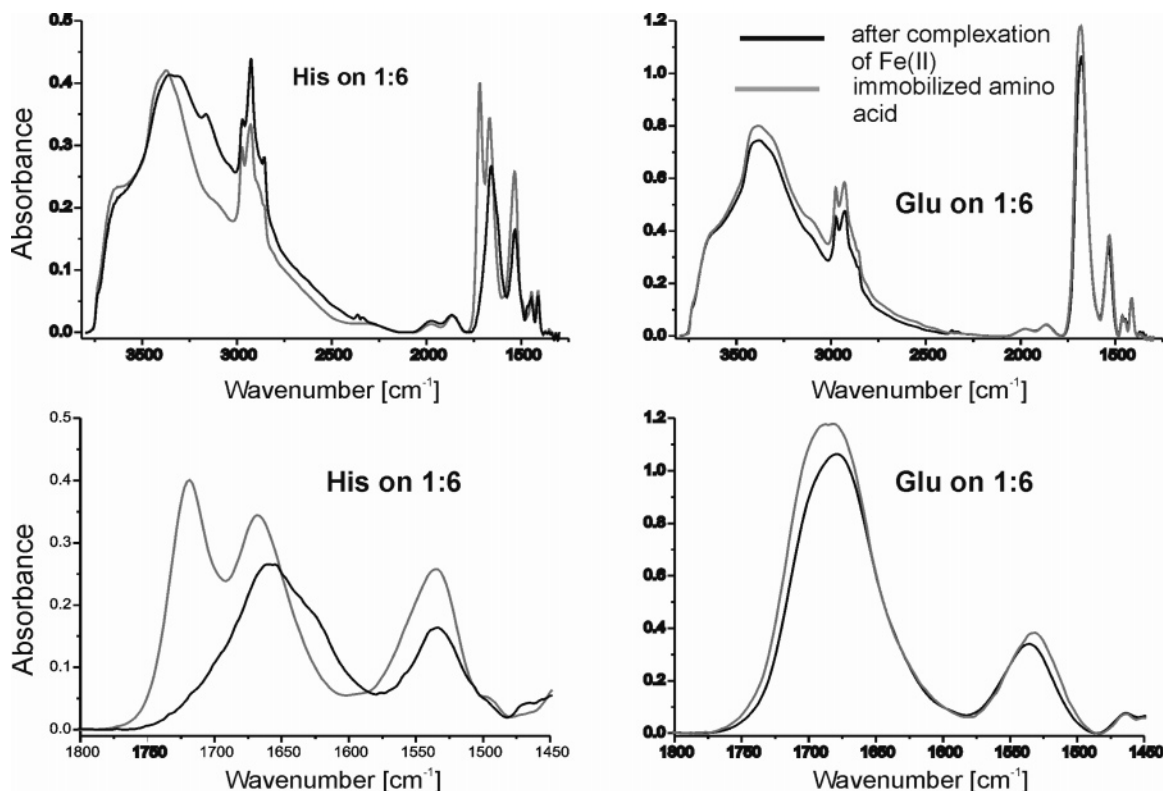 0.5
0.4
0.3
0.2
0.1
0.0
Absorbance
His on 1:6
3500 3000 2500 2000 1500
Wavenumber [cm-1]
1.2
1.0
0.8
0.6
0.4
0.2
0.0
after complexation
of Fe(II)
immobilized amino
acid
Glu on 1:6
3500 3000 2500 2000 1500
Wavenumber [cm-1]
0.5
0.4
0.3
0.2
0.1
0.0
Absorbance
His on 1:6
1800 1750 1700 1650 1600 1550 1500 1450
Wavenumber [cm-1]
1.2
1.0
0.8
0.6
0.4
0.2
0.0
Glu on 1:6
1800 1750 1700 1650 1600 1550 1500 1450
Wavenumber [cm-1]